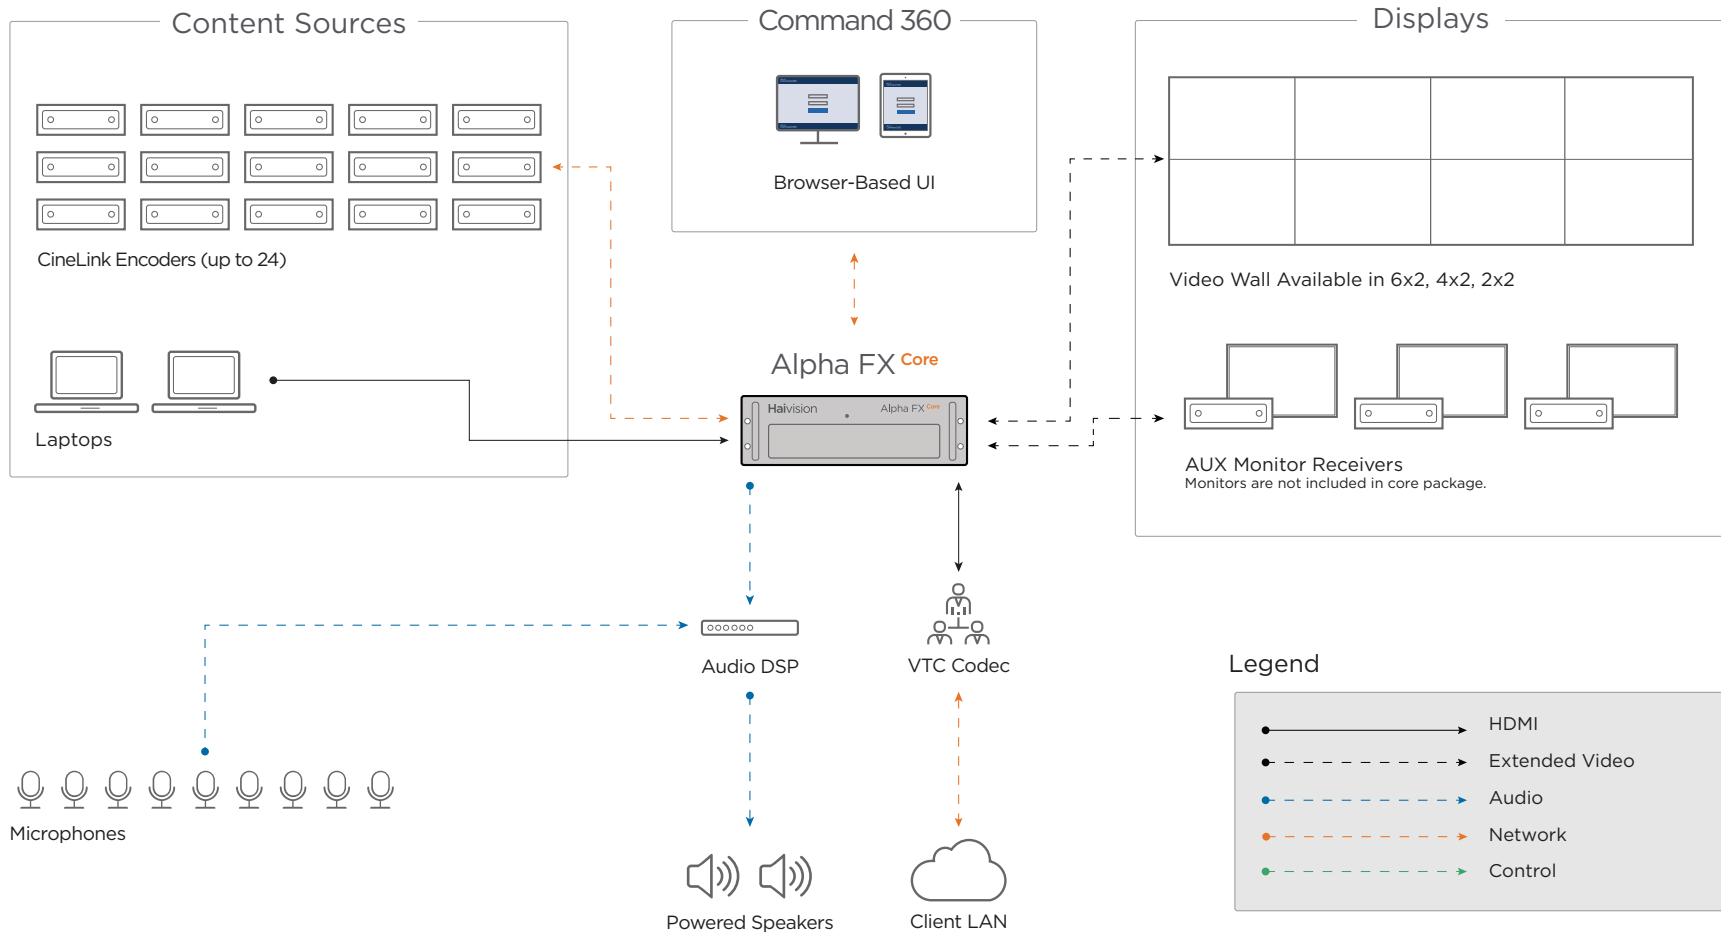 Content Sources
CineLink Encoders (up to 24)
Laptops
Command 360
Browser-Based UI
Displays
Video Wall Available in 6x2, 4x2, 2x2
AUX Monitor Receivers
Monitors are not included in core package.
Alpha FX Core
Haivision Alpha FX Core
Audio DSP
VTC Codec
Microphones
Powered Speakers
Client LAN
Legend
HDMI
Extended Video
Audio
Network
Control